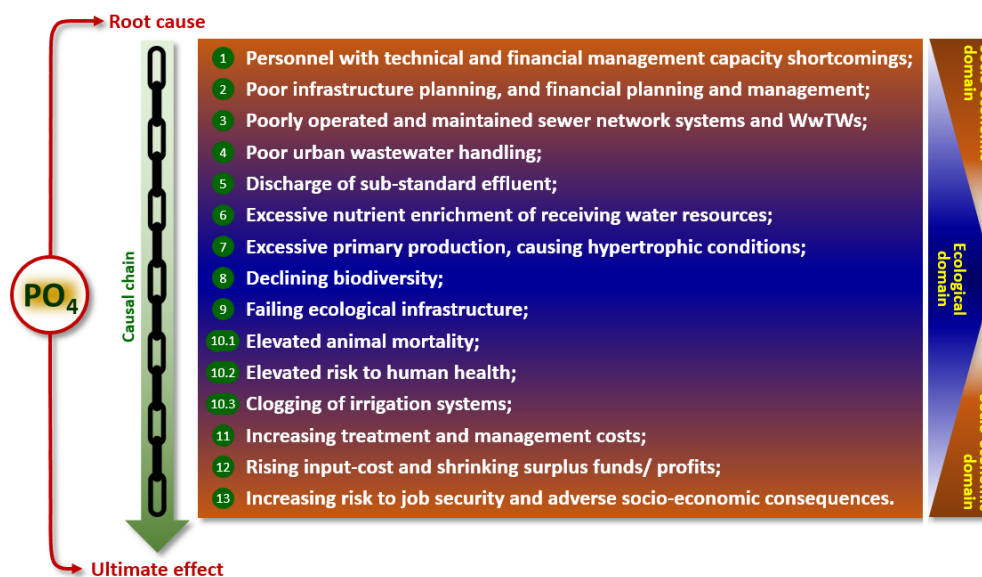 Root cause
1 Personnel with technical and financial management capacity shortcomings;
2 Poor infrastructure planning, and financial planning and management;
3 Poorly operated and maintained sewer network systems and WwTWs;
4 Poor urban wastewater handling;
5 Discharge of sub-standard effluent;
6 Excessive nutrient enrichment of receiving water resources;
7 Excessive primary production, causing hypertrophic conditions;
8 Declining biodiversity;
9 Failing ecological infrastructure;
10.1 Elevated animal mortality;
10.2 Elevated risk to human health;
10.3 Clogging of irrigation systems;
11 Increasing treatment and management costs;
12 Rising input-cost and shrinking surplus funds/ profits;
13 Increasing risk to job security and adverse socio-economic consequences.
Ultimate effect
PO4
Causal chain
domain
Ecological
domain
domain